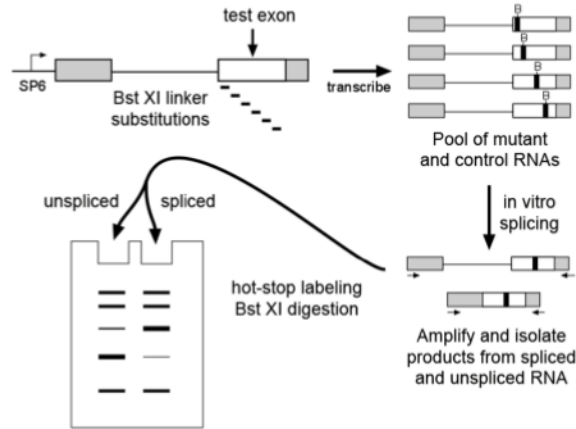 test exon
SP6
Bst XI linker
substitutions
transcribe
B
B
B
B
Pool of mutant
and control RNAs
in vitro
splicing
unspliced
spliced
hot-stop labeling
Bst XI digestion
Amplify and isolate
products from spliced
and unspliced RNA